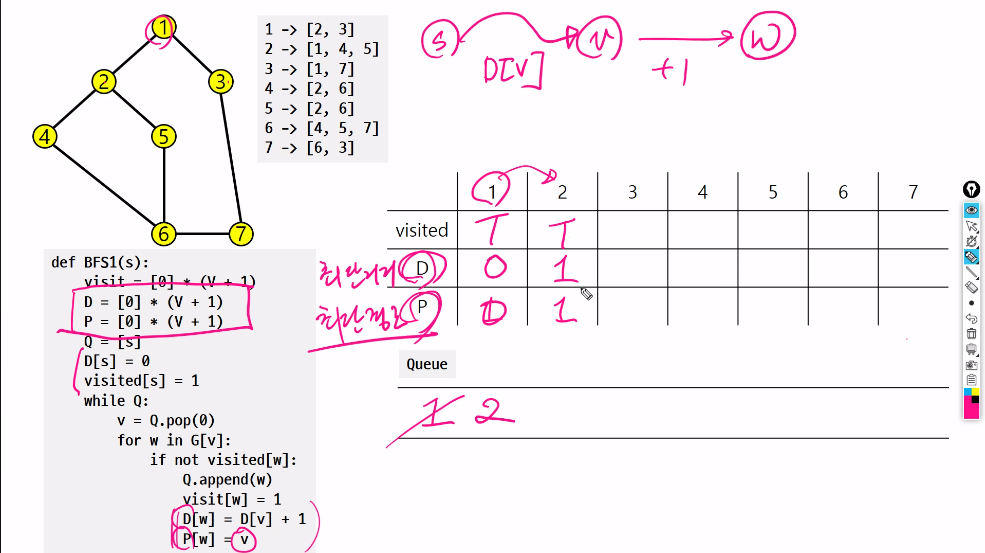 1
2
3
4
5
6
7
1 -> [2, 3]
2 -> [1, 4, 5]
3 -> [1, 7]
4 -> [2, 6]
5 -> [2, 6]
6 -> [4, 5, 7]
7 -> [6, 3]
s v w
D[v] +1
1 2 3 4 5 6 7
visited T T
최단거리 D 0 1
최단경로 P 0 1
Queue
1 2
def BFS1(s):
visit = [0] * (V + 1)
D = [0] * (V + 1)
P = [0] * (V + 1)
Q = [s]
D[s] = 0
visited[s] = 1
while Q:
v = Q.pop(0)
for w in G[v]:
if not visited[w]:
Q.append(w)
visit[w] = 1
D[w] = D[v] + 1
P[w] = v